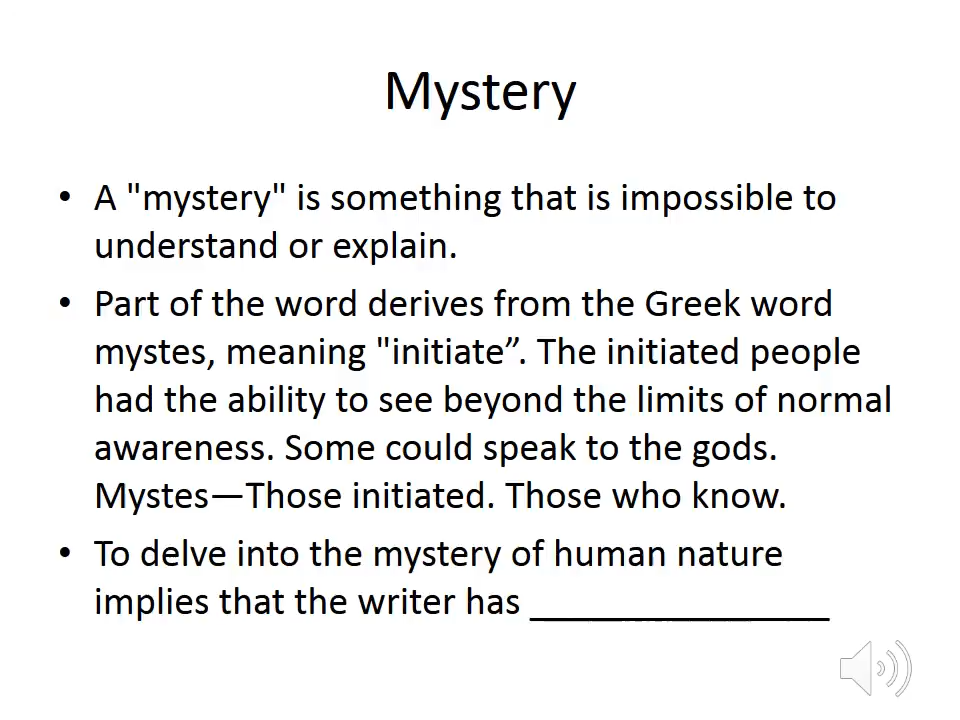 Mystery
• A "mystery" is something that is impossible to
understand or explain.
• Part of the word derives from the Greek word
mystes, meaning "initiate”. The initiated people
had the ability to see beyond the limits of normal
awareness. Some could speak to the gods.
Mystes—Those initiated. Those who know.
• To delve into the mystery of human nature
implies that the writer has ________________